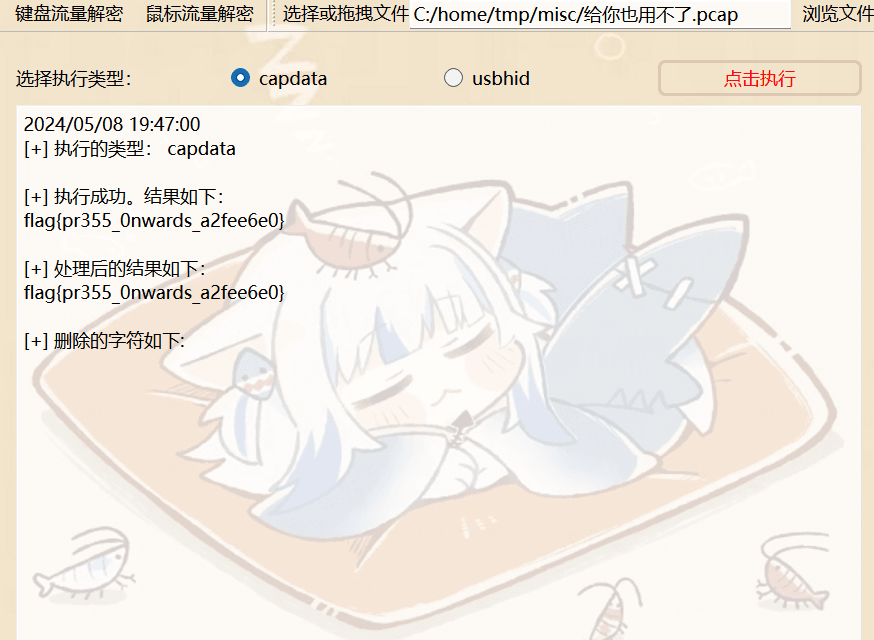 键盘流量解密 鼠标流量解密 选择或拖拽文件 C:/home/tmp/misc/给你也用不了.pcap 浏览文件
选择执行类型： capdata usbhid 点击执行
2024/05/08 19:47:00
[+] 执行的类型： capdata
[+] 执行成功。结果如下：
flag{pr355_0nwards_a2fee6e0}
[+] 处理后的结果如下：
flag{pr355_0nwards_a2fee6e0}
[+] 删除的字符如下: